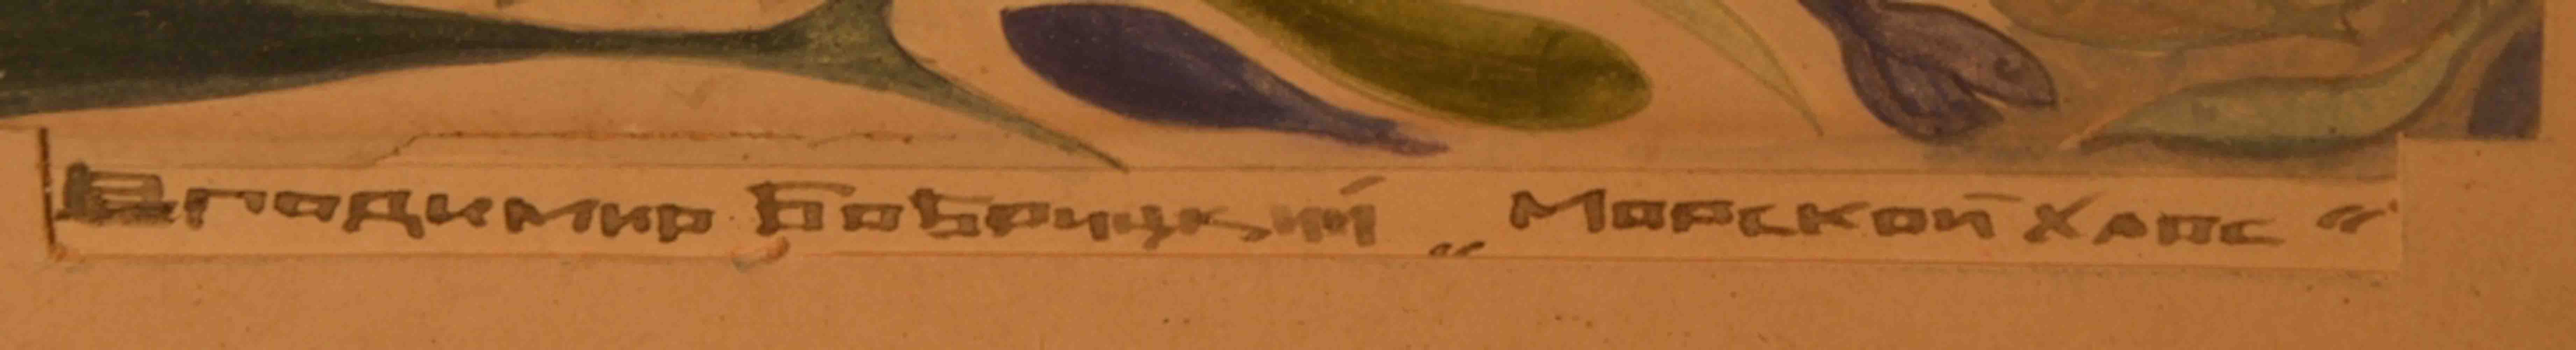 Владимир Бобрицкий „Морской Хаос“